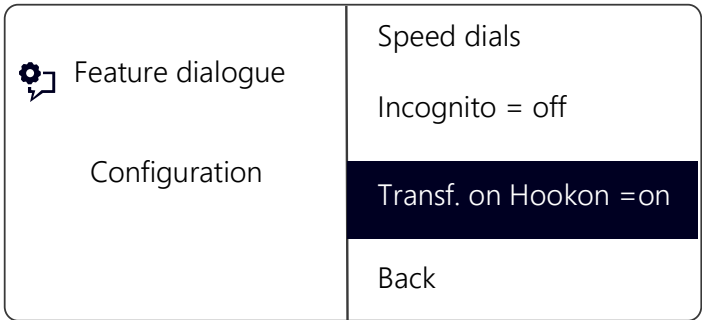 Feature dialogue
Configuration
Speed dials
Incognito = off
Transf. on Hookon =on
Back